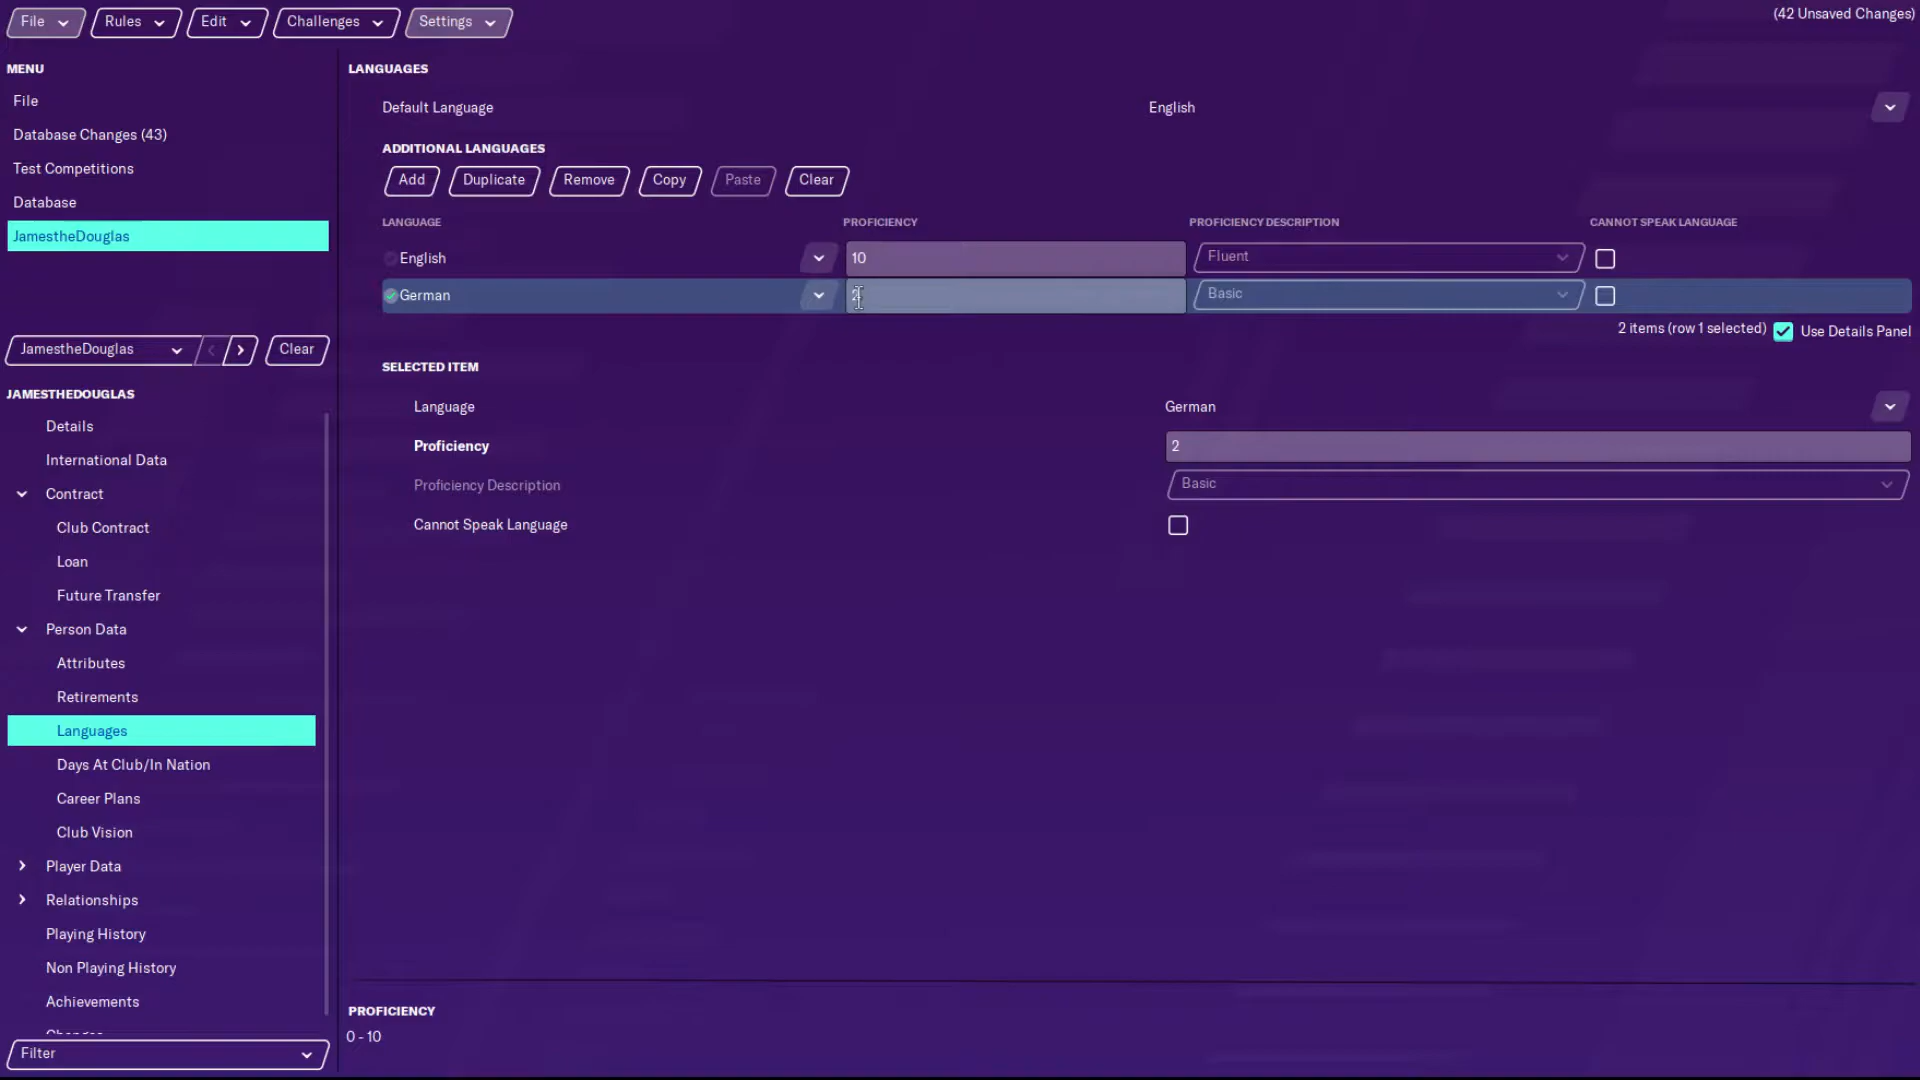 File
Rules
Edit
Challenges
Settings
(42 Unsaved Changes)
MENU
File
Database Changes (43)
Test Competitions
Database
JamestheDouglas
JamestheDouglas
Clear
JAMESTHEDOUGLAS
Details
International Data
Contract
Club Contract
Loan
Future Transfer
Person Data
Attributes
Retirements
Languages
Days At Club/In Nation
Career Plans
Club Vision
Player Data
Relationships
Playing History
Non Playing History
Achievements
Changes
Filter
LANGUAGES
Default Language English
ADDITIONAL LANGUAGES
Add Duplicate Remove Copy Paste Clear
LANGUAGE PROFICIENCY PROFICIENCY DESCRIPTION CANNOT SPEAK LANGUAGE
English 10 Fluent
German 2 Basic
2 items (row 1 selected) Use Details Panel
SELECTED ITEM
Language German
Proficiency 2
Proficiency Description Basic
Cannot Speak Language
PROFICIENCY
0 - 10